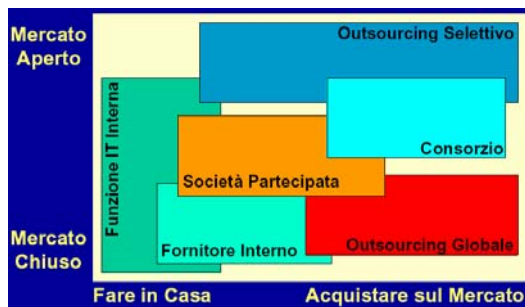 Mercato
Aperto
Outsourcing Selettivo
Funzione IT Interna
Consorzio
Società Partecipata
Mercato
Chiuso
Fornitore Interno
Outsourcing Globale
Fare in Casa
Acquistare sul Mercato